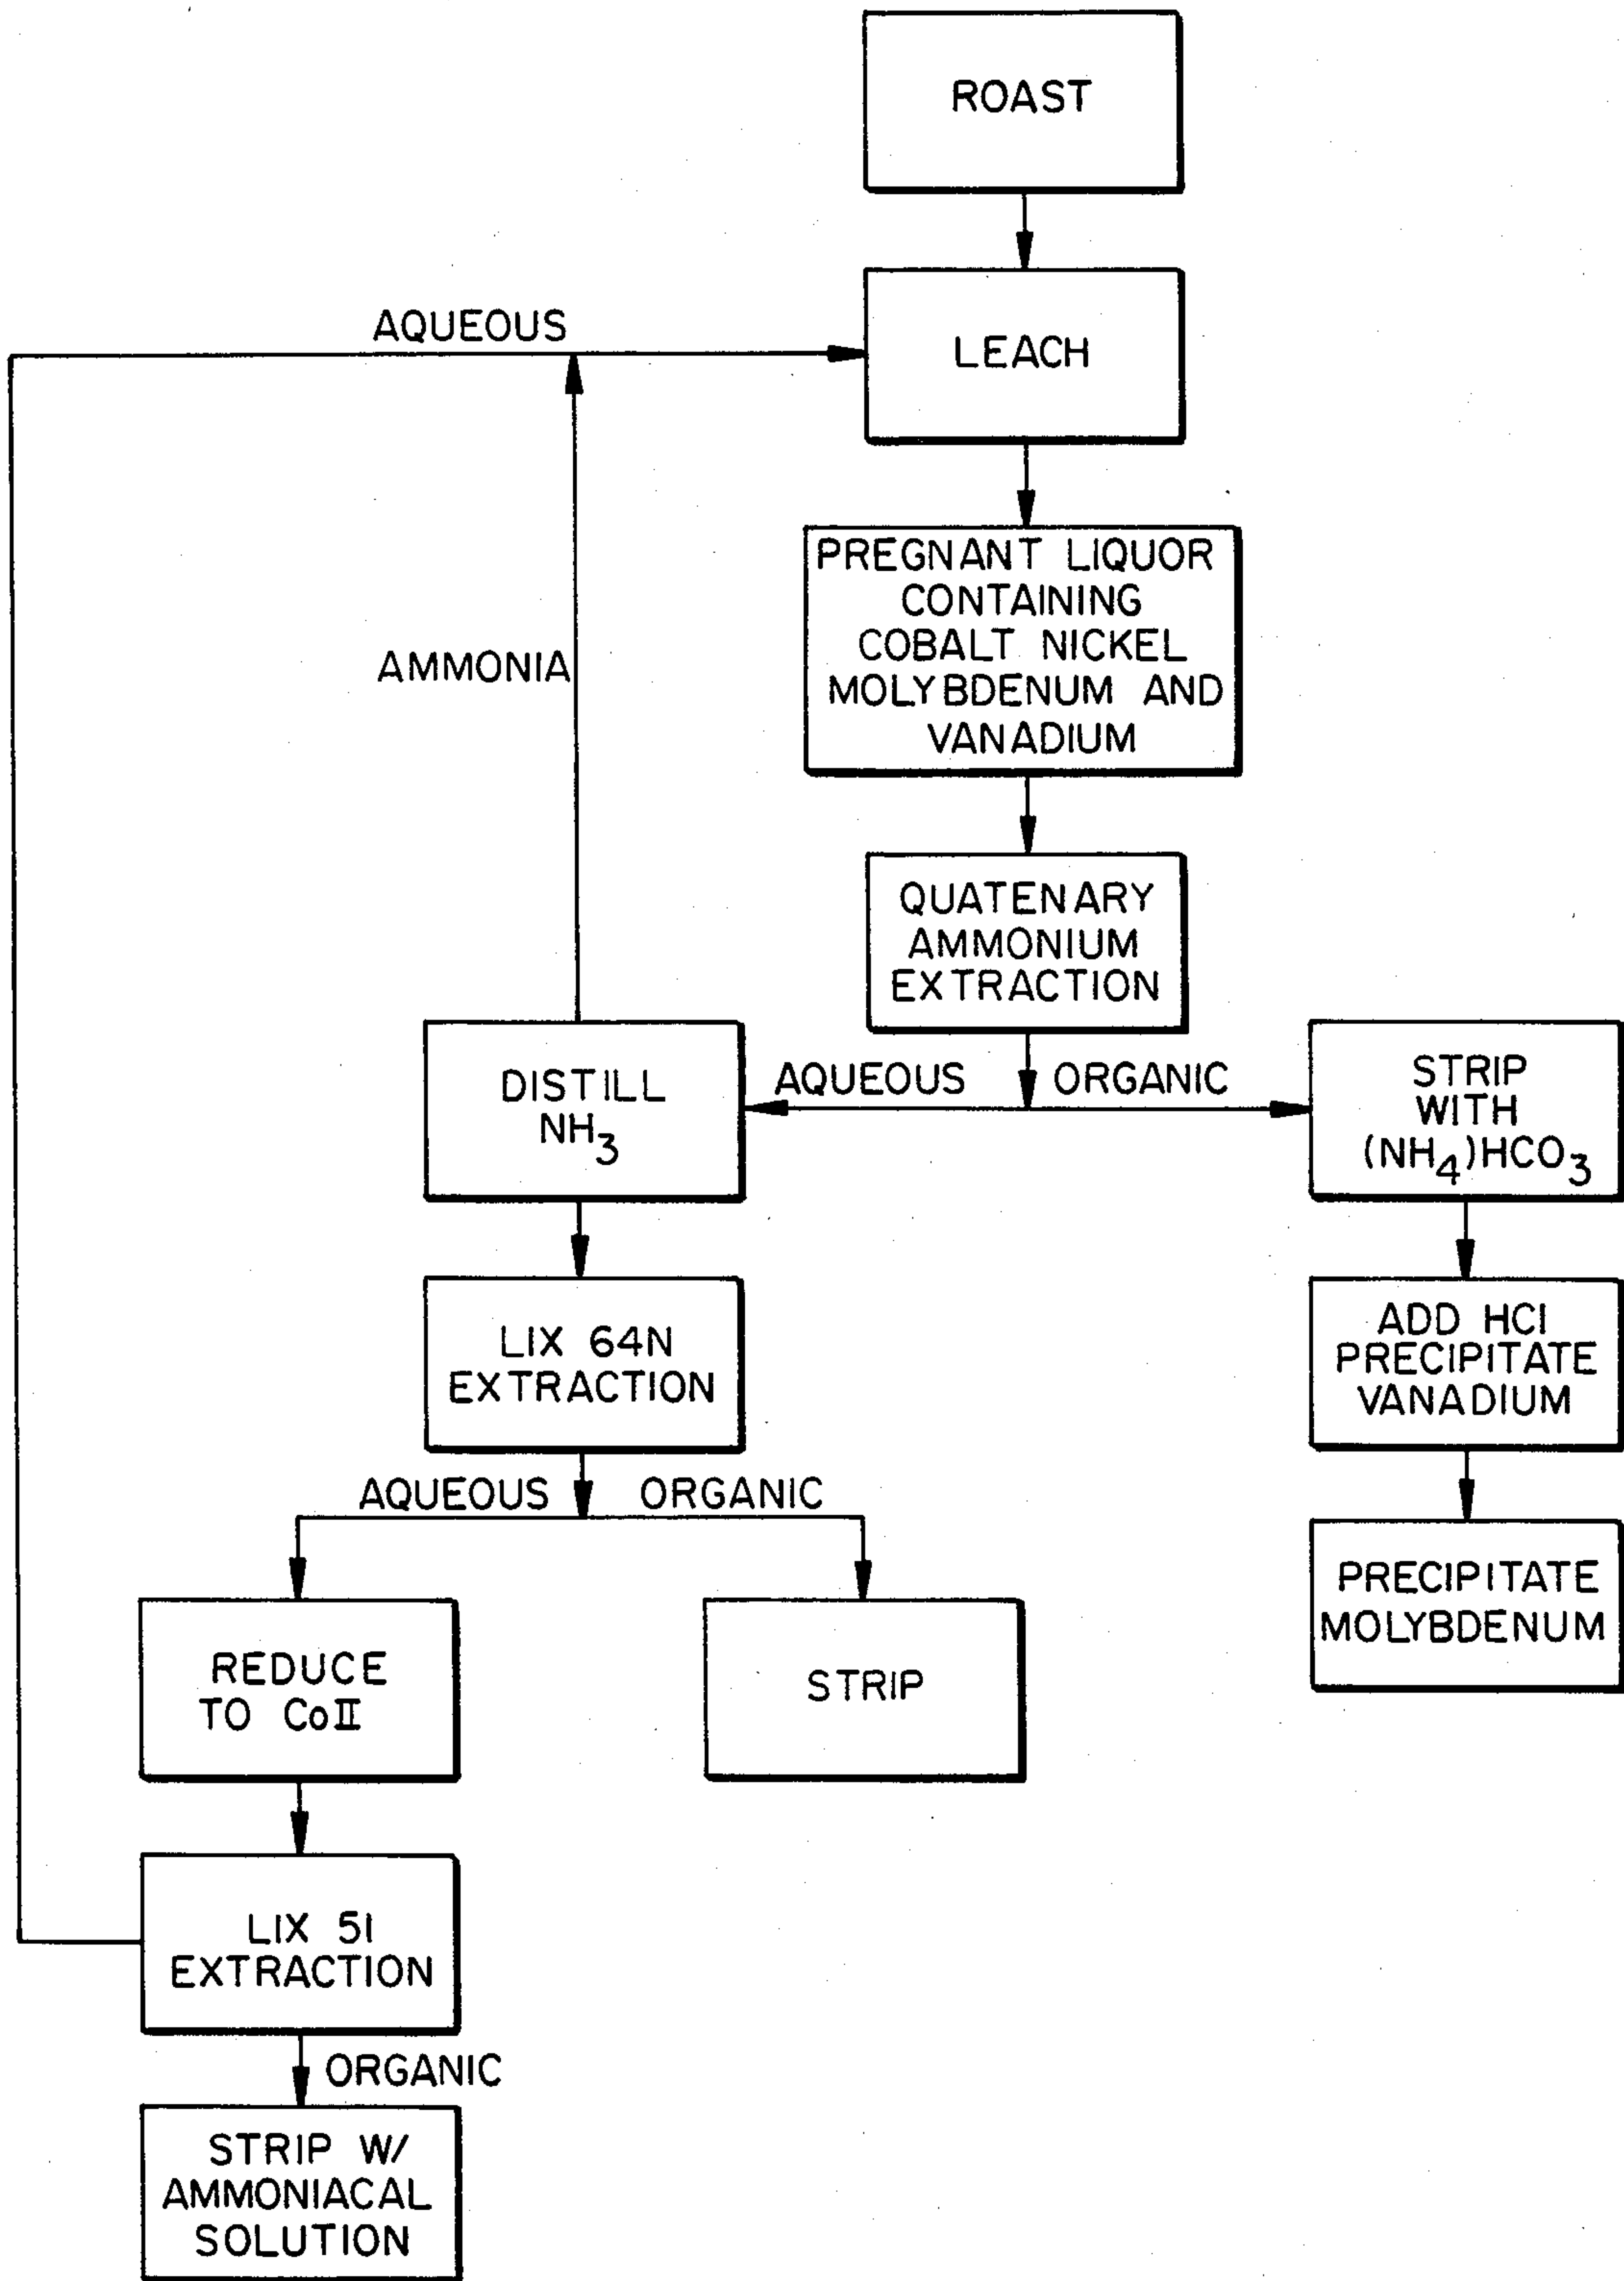 ROAST
AQUEOUS
LEACH
PREGNANT LIQUOR
CONTAINING
COBALT NICKEL
MOLYBDENUM AND
VANADIUM
AMMONIA
QUATENARY
AMMONIUM
EXTRACTION
AQUEOUS
ORGANIC
DISTILL
NH3
STRIP
WITH
(NH4)HCO3
LIX 64N
EXTRACTION
ADD HCl
PRECIPITATE
VANADIUM
AQUEOUS
ORGANIC
PRECIPITATE
MOLYBDENUM
REDUCE
TO CoII
STRIP
LIX 51
EXTRACTION
ORGANIC
STRIP W/
AMMONIACAL
SOLUTION